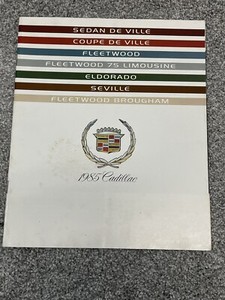 SEDAN DE VILLE
COUPE DE VILLE
FLEETWOOD
FLEETWOOD 75 LIMOUSINE
ELDORADO
SEVILLE
FLEETWOOD BROUGHAM
1985 Cadillac